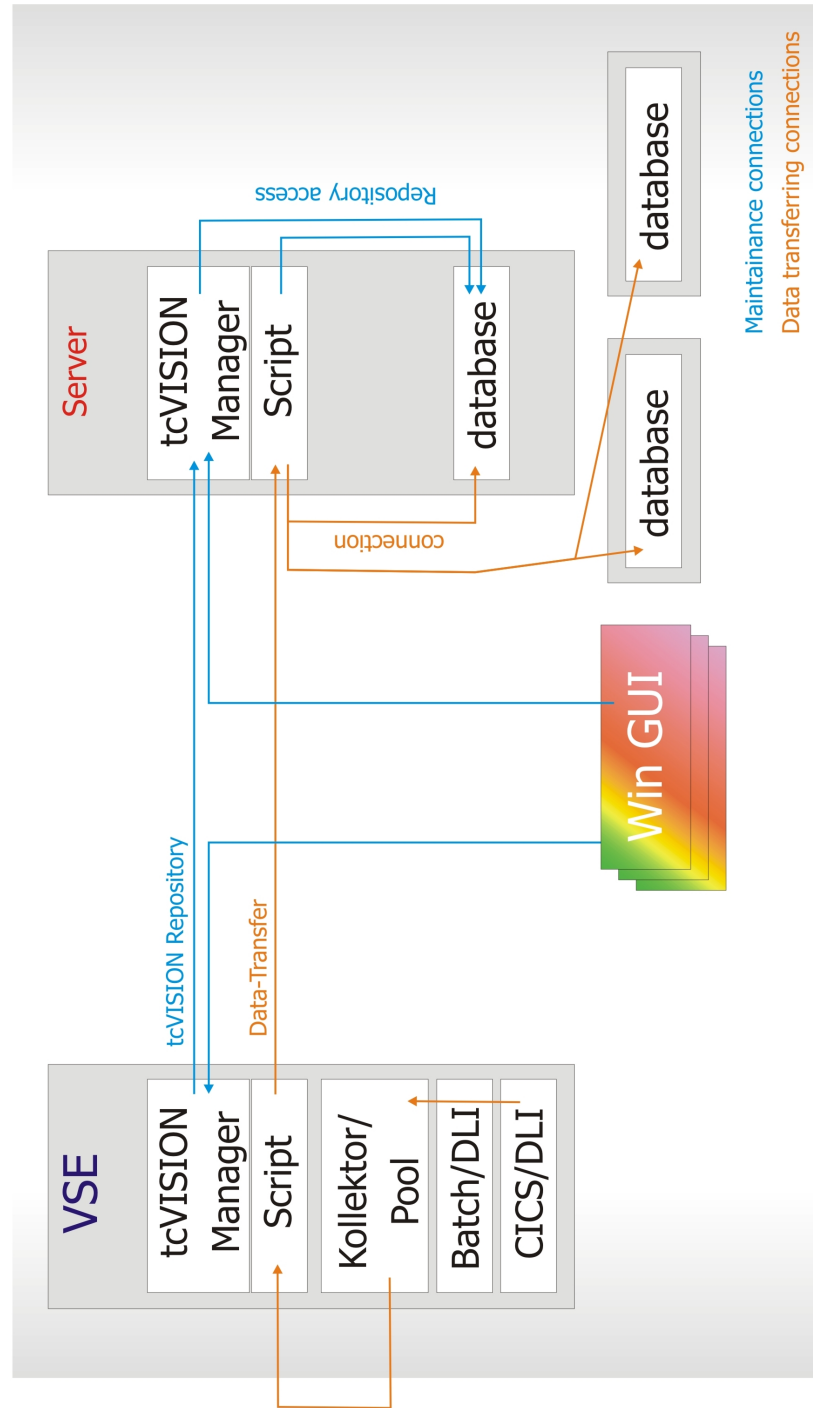 VSE
tcVISION
Manager
Script
Kollektor/
Pool
Batch/DLI
CICS/DLI
tcVISION Repository
Data-Transfer
Win GUI
Server
tcVISION
Manager
Script
database
Repository access
connection
database
database
Maintainance connections
Data transferring connections